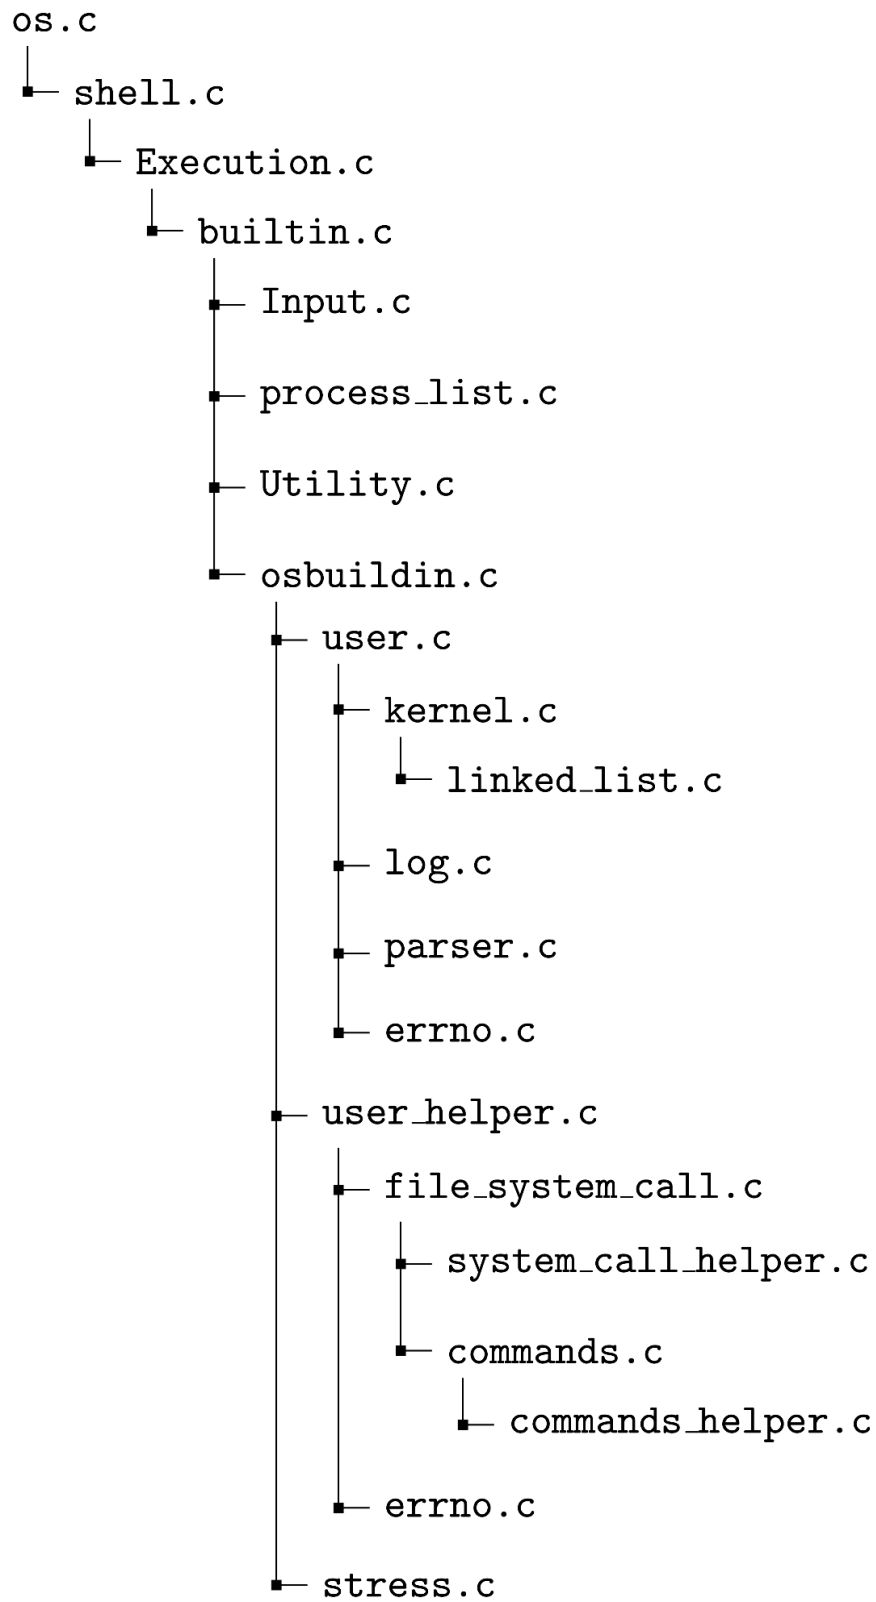 os.c
shell.c
Execution.c
builtin.c
Input.c
process_list.c
Utility.c
osbuildin.c
user.c
kernel.c
linked_list.c
log.c
parser.c
errno.c
user_helper.c
file_system_call.c
system_call_helper.c
commands.c
commands_helper.c
errno.c
stress.c